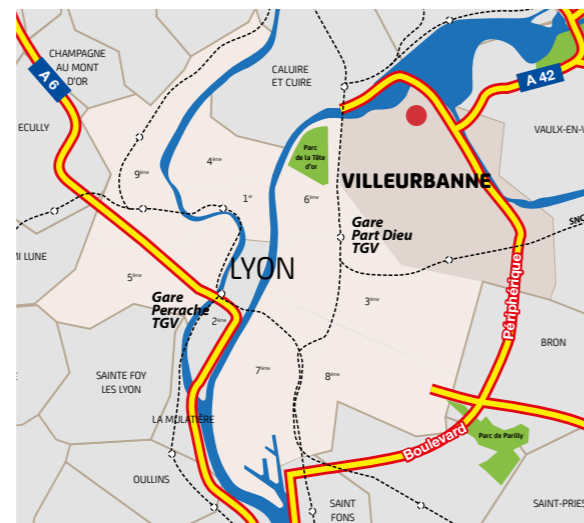 CHAMPAGNE
AU MONT
D'OR
A 6
CALUIRE
ET CUIRE
A 42
ECULLY
VAULX-EN-V
4ème
9ème
Parc
de la Tête
d'or
VILLEURBANNE
1er
6ème
Gare
Part Dieu
TGV
SNC
MI LUNE
LYON
5ème
Gare
Perrache
TGV
2ème
3ème
Périphérique
BRON
SAINTE FOY
LES LYON
7ème
8ème
LA MULATIÈRE
Parc de Parilly
Boulevard
OULLINS
SAINT
FONS
SAINT-PRIES